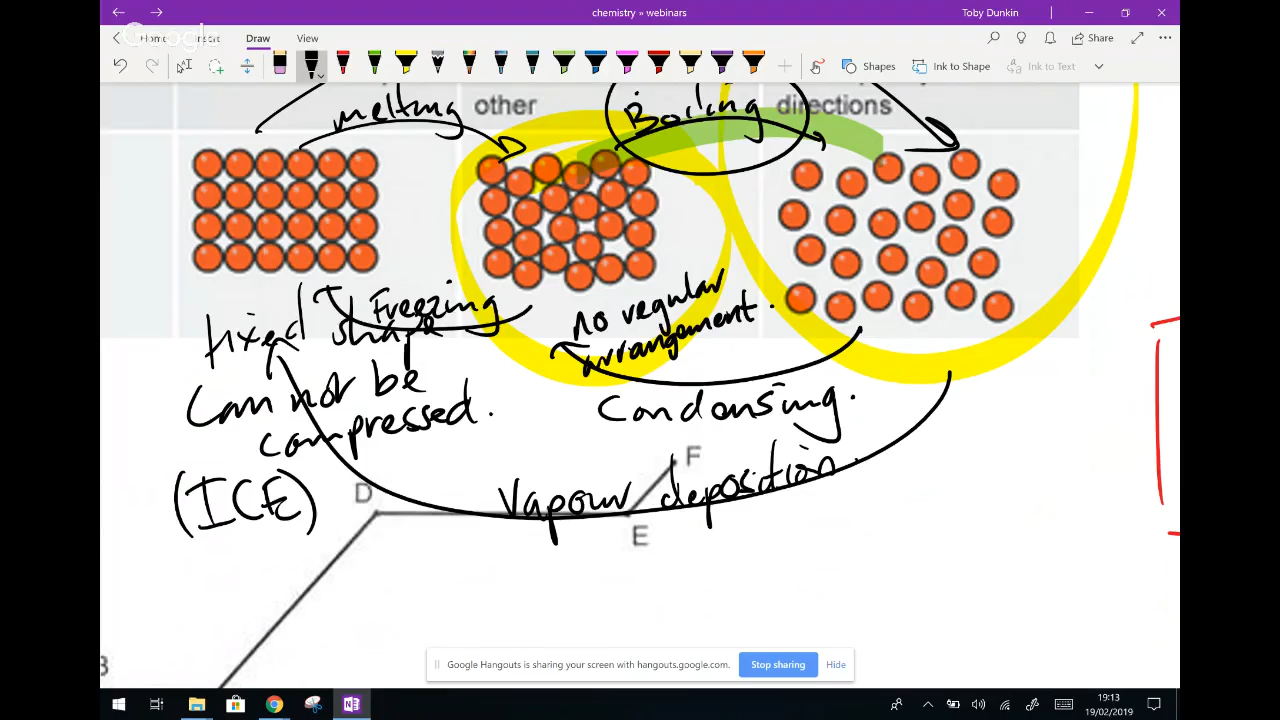 chemistry » webinars
Toby Dunkin
Google
Home
Insert
Draw
View
Share
Shapes
Ink to Shape
Ink to Text
melting
other
Boiling
directions
Freezing
fixed shape
Can not be
compressed.
(ICE)
no regular
arrangement.
Condensing.
Vapour deposition.
D
F
E
B
Google Hangouts is sharing your screen with hangouts.google.com.
Stop sharing
Hide
19:13
19/02/2019